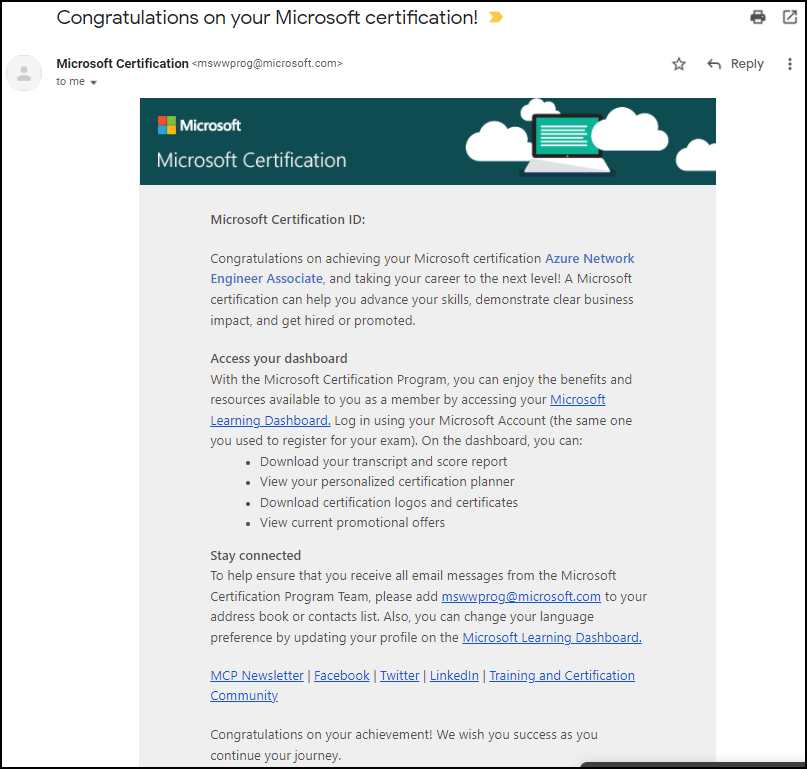 Congratulations on your Microsoft certification!
Microsoft Certification <mswwprog@microsoft.com>
Reply
to me
Microsoft
Microsoft Certification
Microsoft Certification ID:
Congratulations on achieving your Microsoft certification Azure Network
Engineer Associate, and taking your career to the next level! A Microsoft
certification can help you advance your skills, demonstrate clear business
impact, and get hired or promoted.
Access your dashboard
With the Microsoft Certification Program, you can enjoy the benefits and
resources available to you as a member by accessing your Microsoft
Learning Dashboard. Log in using your Microsoft Account (the same one
you used to register for your exam). On the dashboard, you can:
• Download your transcript and score report
• View your personalized certification planner
• Download certification logos and certificates
• View current promotional offers
Stay connected
To help ensure that you receive all email messages from the Microsoft
Certification Program Team, please add mswwprog@microsoft.com to your
address book or contacts list. Also, you can change your language
preference by updating your profile on the Microsoft Learning Dashboard.
MCP Newsletter | Facebook | Twitter | LinkedIn | Training and Certification
Community
Congratulations on your achievement! We wish you success as you
continue your journey.